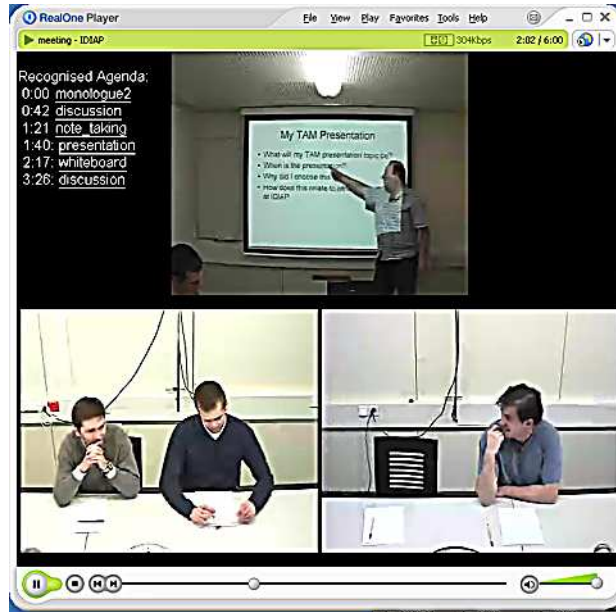 RealOne Player
File View Play Favorites Tools Help
meeting - IDIAP
304Kbps
2:02 / 6:00
Recognised Agenda:
0:00 monologue2
0:42 discussion
1:21 note_taking
1:40: presentation
2:17: whiteboard
3:26: discussion
My TAM Presentation
• What will my TAM presentation topic be?
• When is the presentation?
• Why did I choose this
• How does this relate to
at IDIAP